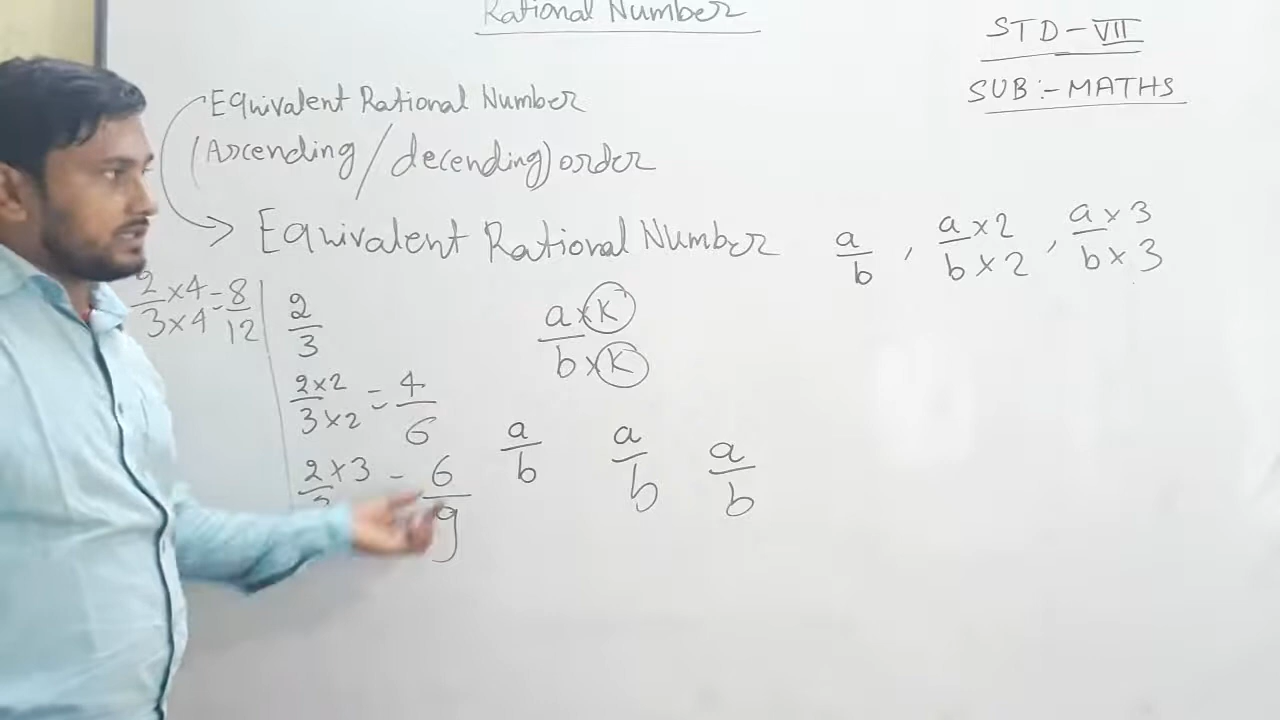 Rational Number
STD-VII
SUB:-MATHS
Equivalent Rational Number
(Ascending/decending) order
Equivalent Rational Number
a/b , a×2/b×2 , a×3/b×3
2×4/3×4 = 8/12
2/3
a×K/b×K
2×2/3×2 = 4/6
a/b a/b a/b
2×3 = 6/9